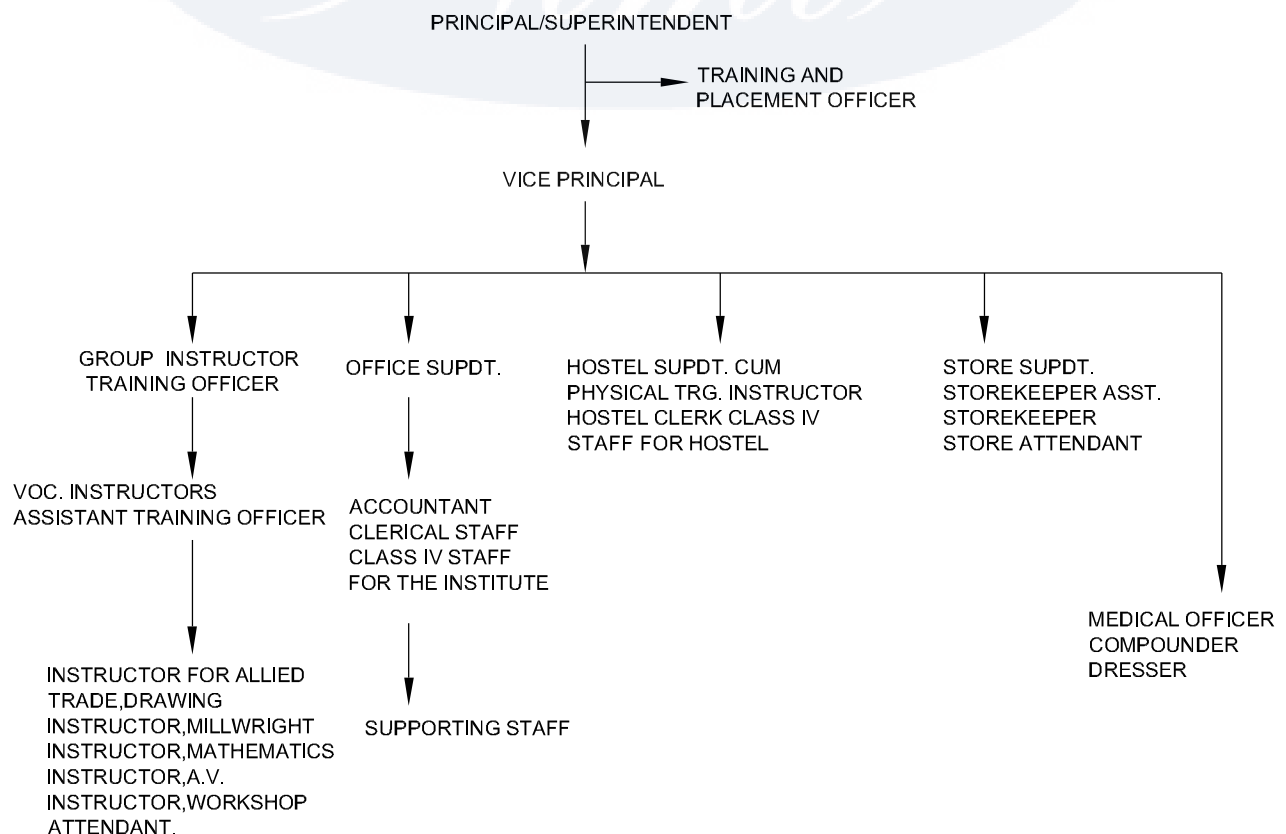 PRINCIPAL/SUPERINTENDENT
TRAINING AND
PLACEMENT OFFICER
VICE PRINCIPAL
GROUP INSTRUCTOR
TRAINING OFFICER
OFFICE SUPDT.
HOSTEL SUPDT. CUM
PHYSICAL TRG. INSTRUCTOR
HOSTEL CLERK CLASS IV
STAFF FOR HOSTEL
STORE SUPDT.
STOREKEEPER ASST.
STOREKEEPER
STORE ATTENDANT
VOC. INSTRUCTORS
ASSISTANT TRAINING OFFICER
ACCOUNTANT
CLERICAL STAFF
CLASS IV STAFF
FOR THE INSTITUTE
MEDICAL OFFICER
COMPOUNDER
DRESSER
INSTRUCTOR FOR ALLIED
TRADE,DRAWING
INSTRUCTOR,MILLWRIGHT
INSTRUCTOR,MATHEMATICS
INSTRUCTOR,A.V.
INSTRUCTOR,WORKSHOP
ATTENDANT.
SUPPORTING STAFF